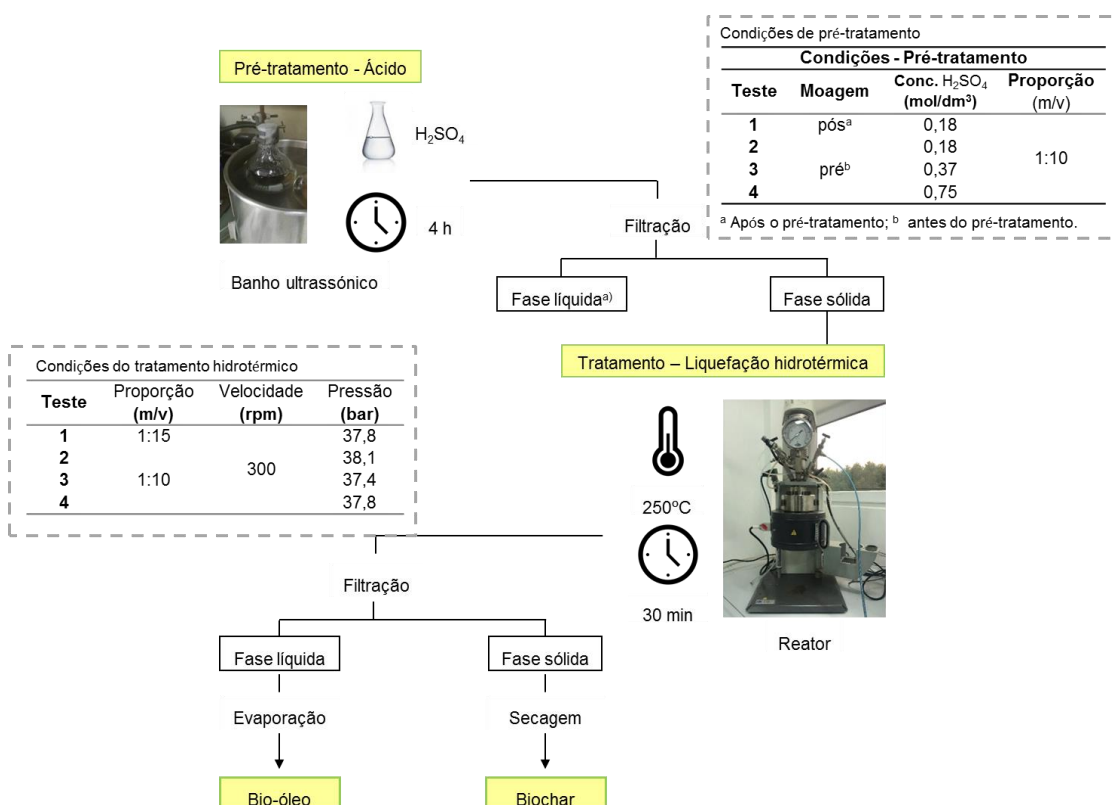 Pré-tratamento - Ácido
H₂SO₄
4 h
Banho ultrassónico
Condições de pré-tratamento
Condições - Pré-tratamento
Teste Moagem Conc. H₂SO₄ (mol/dm³) Proporção (m/v)
1 pósᵃ 0,18
2 0,18
1:10
3 préᵇ 0,37
4 0,75
ᵃ Após o pré-tratamento; ᵇ antes do pré-tratamento.
Filtração
Fase líquidaᵃ⁾
Fase sólida
Tratamento – Liquefação hidrotérmica
Condições do tratamento hidrotérmico
Teste Proporção (m/v) Velocidade (rpm) Pressão (bar)
1 1:15 37,8
2 38,1
300
3 1:10 37,4
4 37,8
250ºC
30 min
Reator
Filtração
Fase líquida
Fase sólida
Evaporação
Secagem
Bio-óleo
Biochar